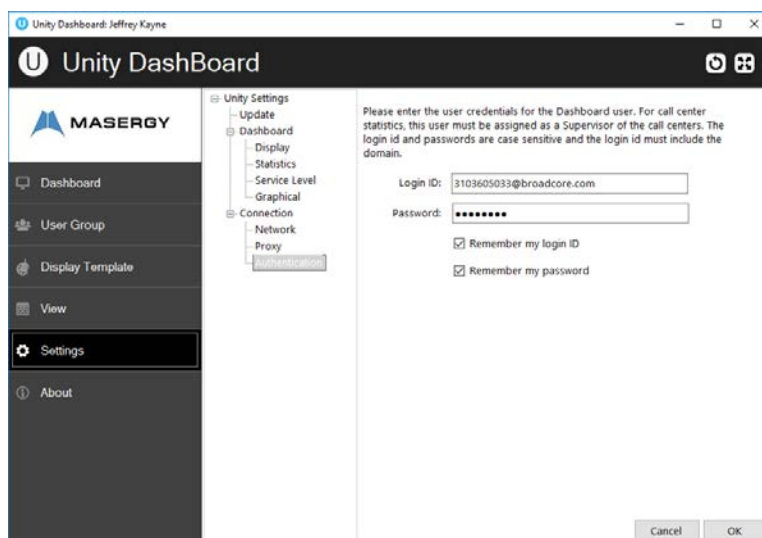 Unity Dashboard: Jeffrey Kayne
U Unity DashBoard
MASERGY
Dashboard
User Group
Display Template
View
Settings
About
Unity Settings
Update
Dashboard
Display
Statistics
Service Level
Graphical
Connection
Network
Proxy
Authentication
Please enter the user credentials for the Dashboard user. For call center
statistics, this user must be assigned as a Supervisor of the call centers. The
login id and passwords are case sensitive and the login id must include the
domain.
Login ID: 3103605033@broadcore.com
Password: ●●●●●●●●
Remember my login ID
Remember my password
Cancel OK